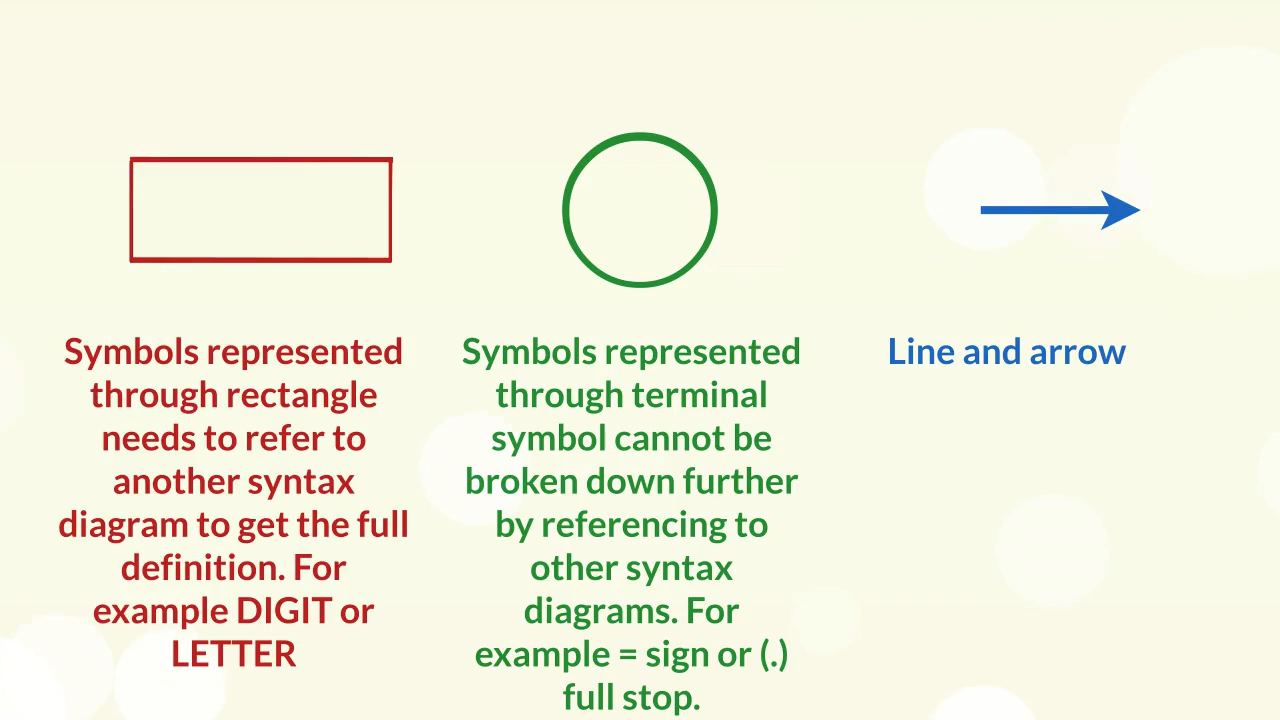 Symbols represented
through rectangle
needs to refer to
another syntax
diagram to get the full
definition. For
example DIGIT or
LETTER
Symbols represented
through terminal
symbol cannot be
broken down further
by referencing to
other syntax
diagrams. For
example = sign or (.)
full stop.
Line and arrow